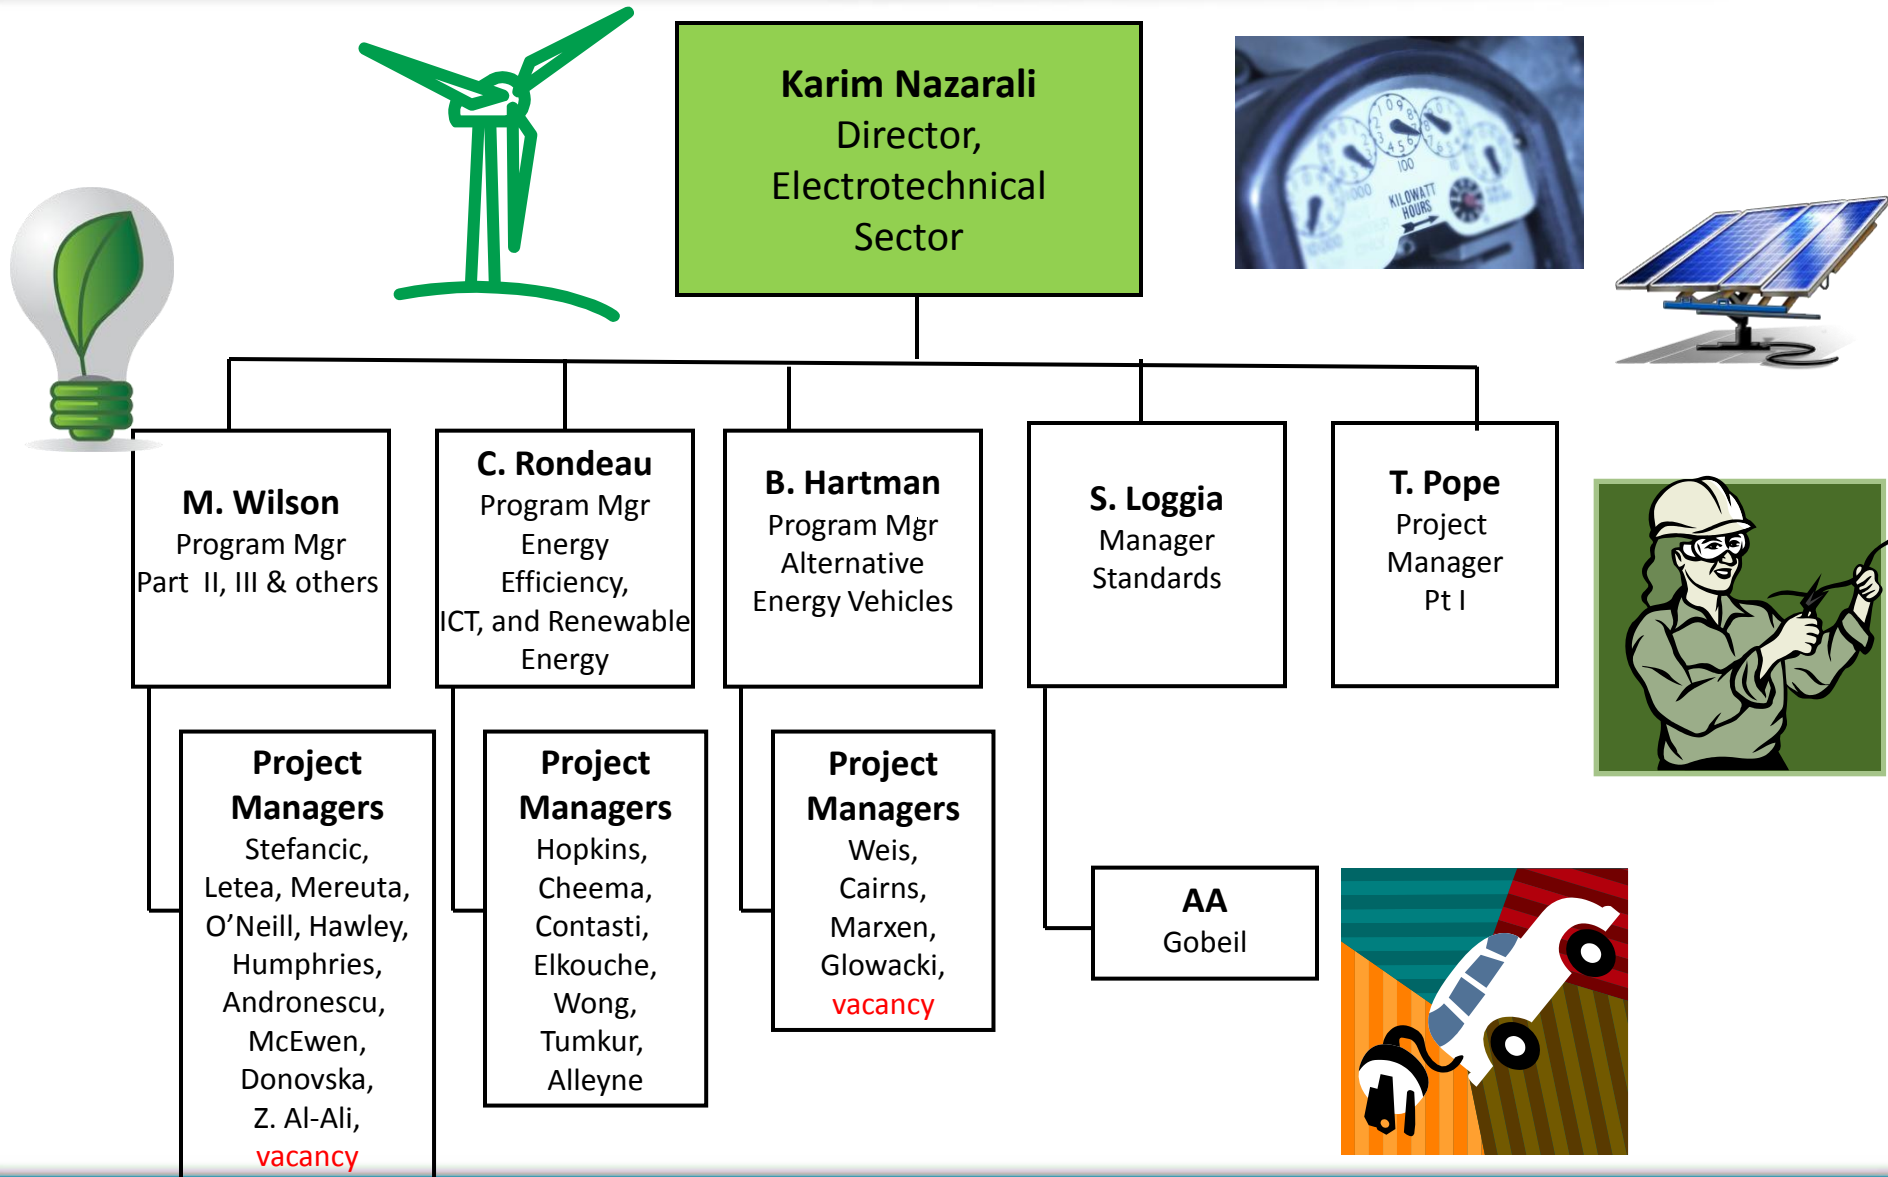 Karim Nazarali
Director,
Electrotechnical
Sector
KILOWATT
HOURS
100
M. Wilson
Program Mgr
Part II, III & others
C. Rondeau
Program Mgr
Energy
Efficiency,
ICT, and Renewable
Energy
B. Hartman
Program Mgr
Alternative
Energy Vehicles
S. Loggia
Manager
Standards
T. Pope
Project
Manager
Pt I
Project
Managers
Stefancic,
Letea, Mereuta,
O’Neill, Hawley,
Humphries,
Andronescu,
McEwen,
Donovska,
Z. Al-Ali,
vacancy
Project
Managers
Hopkins,
Cheema,
Contasti,
Elkouche,
Wong,
Tumkur,
Alleyne
Project
Managers
Weis,
Cairns,
Marxen,
Glowacki,
vacancy
AA
Gobeil